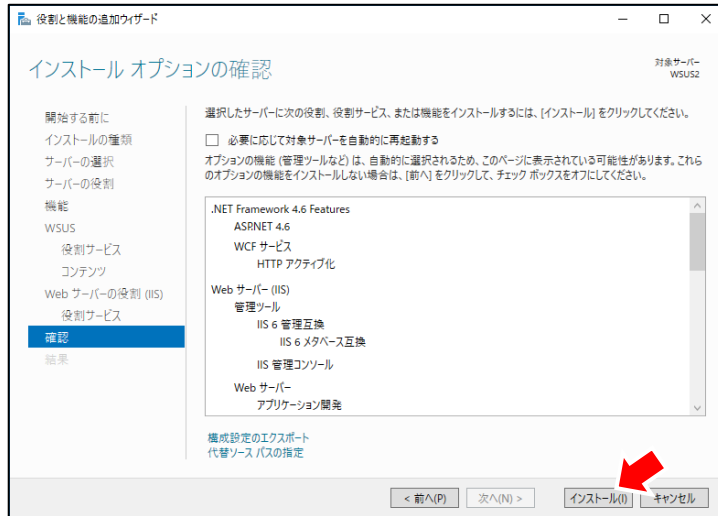 役割と機能の追加ウィザード
インストール オプションの確認
対象サーバー
WSUS2
開始する前に
インストールの種類
サーバーの選択
サーバーの役割
機能
WSUS
役割サービス
コンテンツ
Web サーバーの役割 (IIS)
役割サービス
確認
結果
選択したサーバーに次の役割、役割サービス、または機能をインストールするには、[インストール] をクリックしてください。
必要に応じて対象サーバーを自動的に再起動する
オプションの機能 (管理ツールなど) は、自動的に選択されるため、このページに表示されている可能性があります。これら
のオプションの機能をインストールしない場合は、[前へ] をクリックして、チェック ボックスをオフにしてください。
.NET Framework 4.6 Features
ASP.NET 4.6
WCF サービス
HTTP アクティブ化
Web サーバー (IIS)
管理ツール
IIS 6 管理互換
IIS 6 メタベース互換
IIS 管理コンソール
Web サーバー
アプリケーション開発
構成設定のエクスポート
代替ソース パスの指定
< 前へ(P)
次へ(N) >
インストール(I)
キャンセル